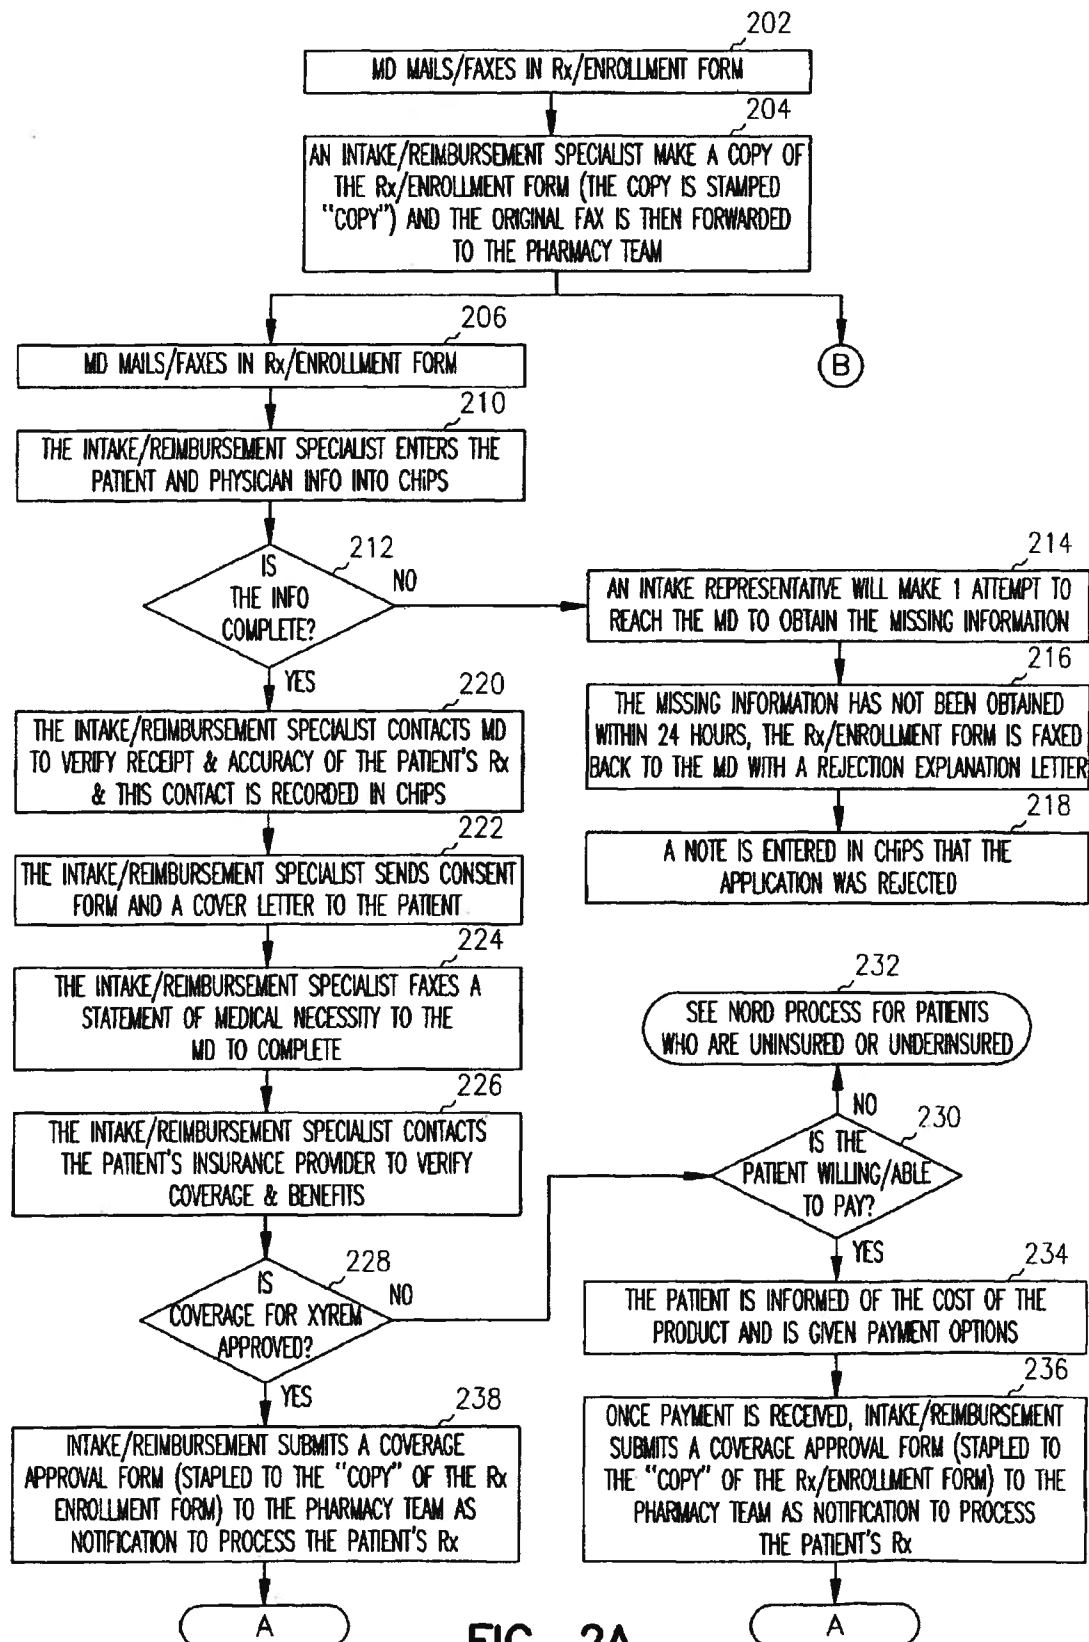 202
MD MAILS/FAXES IN Rx/ENROLLMENT FORM
204
AN INTAKE/REIMBURSEMENT SPECIALIST MAKE A COPY OF
THE Rx/ENROLLMENT FORM (THE COPY IS STAMPED
"COPY") AND THE ORIGINAL FAX IS THEN FORWARDED
TO THE PHARMACY TEAM
206
MD MAILS/FAXES IN Rx/ENROLLMENT FORM
B
210
THE INTAKE/REIMBURSEMENT SPECIALIST ENTERS THE
PATIENT AND PHYSICIAN INFO INTO CHiPS
212
IS
THE INFO
COMPLETE?
NO
YES
214
AN INTAKE REPRESENTATIVE WILL MAKE 1 ATTEMPT TO
REACH THE MD TO OBTAIN THE MISSING INFORMATION
216
THE MISSING INFORMATION HAS NOT BEEN OBTAINED
WITHIN 24 HOURS, THE Rx/ENROLLMENT FORM IS FAXED
BACK TO THE MD WITH A REJECTION EXPLANATION LETTER
218
A NOTE IS ENTERED IN CHiPS THAT THE
APPLICATION WAS REJECTED
220
THE INTAKE/REIMBURSEMENT SPECIALIST CONTACTS MD
TO VERIFY RECEIPT & ACCURACY OF THE PATIENT'S Rx
& THIS CONTACT IS RECORDED IN CHiPS
222
THE INTAKE/REIMBURSEMENT SPECIALIST SENDS CONSENT
FORM AND A COVER LETTER TO THE PATIENT
224
THE INTAKE/REIMBURSEMENT SPECIALIST FAXES A
STATEMENT OF MEDICAL NECESSITY TO THE
MD TO COMPLETE
226
THE INTAKE/REIMBURSEMENT SPECIALIST CONTACTS
THE PATIENT'S INSURANCE PROVIDER TO VERIFY
COVERAGE & BENEFITS
228
IS
COVERAGE FOR XYREM
APPROVED?
NO
YES
232
SEE NORD PROCESS FOR PATIENTS
WHO ARE UNINSURED OR UNDERINSURED
NO
230
IS THE
PATIENT WILLING/ABLE
TO PAY?
YES
234
THE PATIENT IS INFORMED OF THE COST OF THE
PRODUCT AND IS GIVEN PAYMENT OPTIONS
236
ONCE PAYMENT IS RECEIVED, INTAKE/REIMBURSEMENT
SUBMITS A COVERAGE APPROVAL FORM (STAPLED TO
THE "COPY" OF THE Rx/ENROLLMENT FORM) TO THE
PHARMACY TEAM AS NOTIFICATION TO PROCESS
THE PATIENT'S Rx
A
238
INTAKE/REIMBURSEMENT SUBMITS A COVERAGE
APPROVAL FORM (STAPLED TO THE "COPY" OF THE Rx
ENROLLMENT FORM) TO THE PHARMACY TEAM AS
NOTIFICATION TO PROCESS THE PATIENT'S Rx
A
FIG. 2A